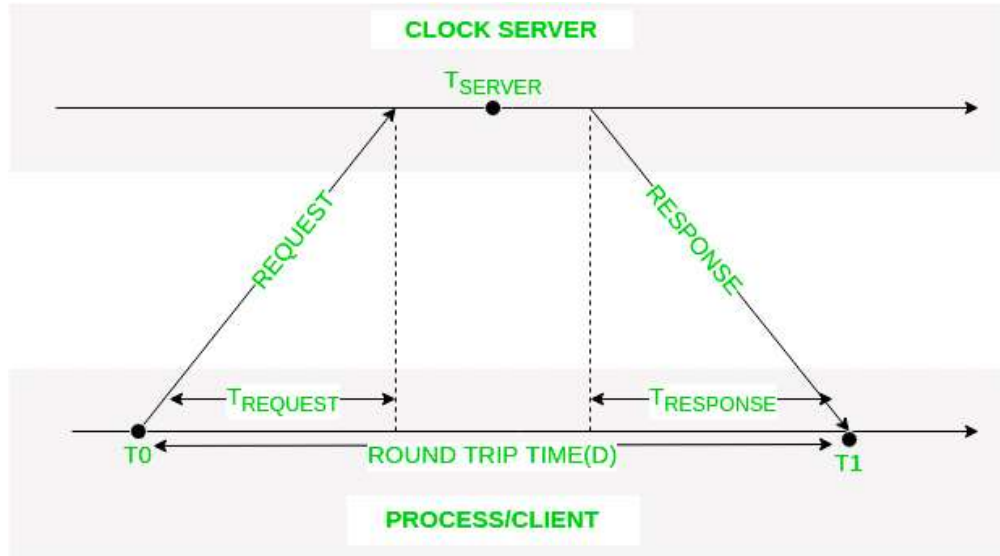 CLOCK SERVER
TSERVER
REQUEST
RESPONSE
TREQUEST
TRESPONSE
T0
ROUND TRIP TIME(D)
T1
PROCESS/CLIENT